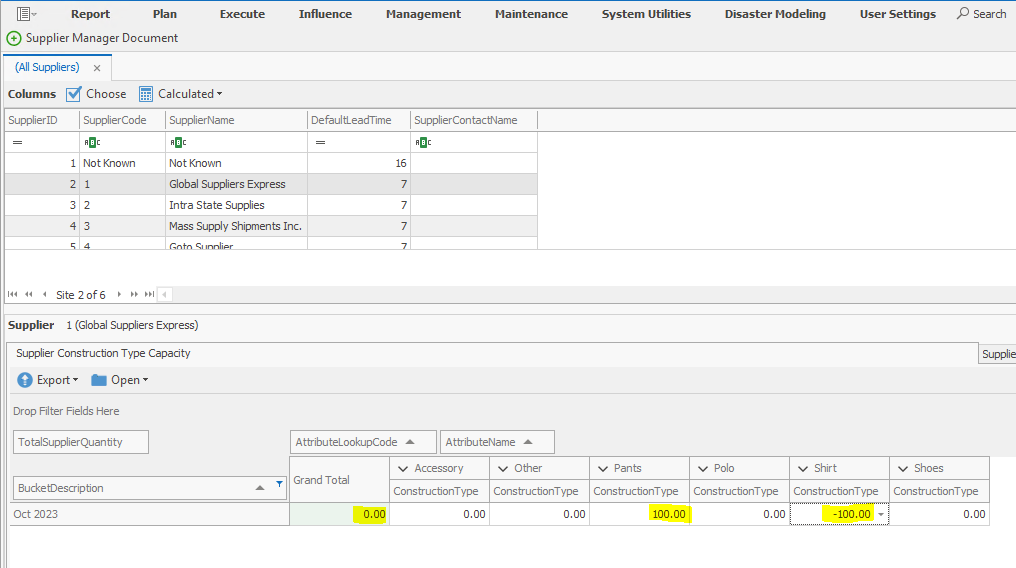 Report Plan Execute Influence Management Maintenance System Utilities Disaster Modeling User Settings Search
Supplier Manager Document
(All Suppliers) ×
Columns Choose Calculated
SupplierID SupplierCode SupplierName DefaultLeadTime SupplierContactName
= ABC ABC = ABC
1 Not Known Not Known 16
2 1 Global Suppliers Express 7
3 2 Intra State Supplies 7
4 3 Mass Supply Shipments Inc. 7
5 4 Goto Supplier 7
Site 2 of 6
Supplier 1 (Global Suppliers Express)
Supplier Construction Type Capacity Supplie
Export Open
Drop Filter Fields Here
TotalSupplierQuantity AttributeLookupCode AttributeName
Accessory Other Pants Polo Shirt Shoes
BucketDescription Grand Total ConstructionType ConstructionType ConstructionType ConstructionType ConstructionType ConstructionType
Oct 2023 0.00 0.00 0.00 100.00 0.00 -100.00 0.00